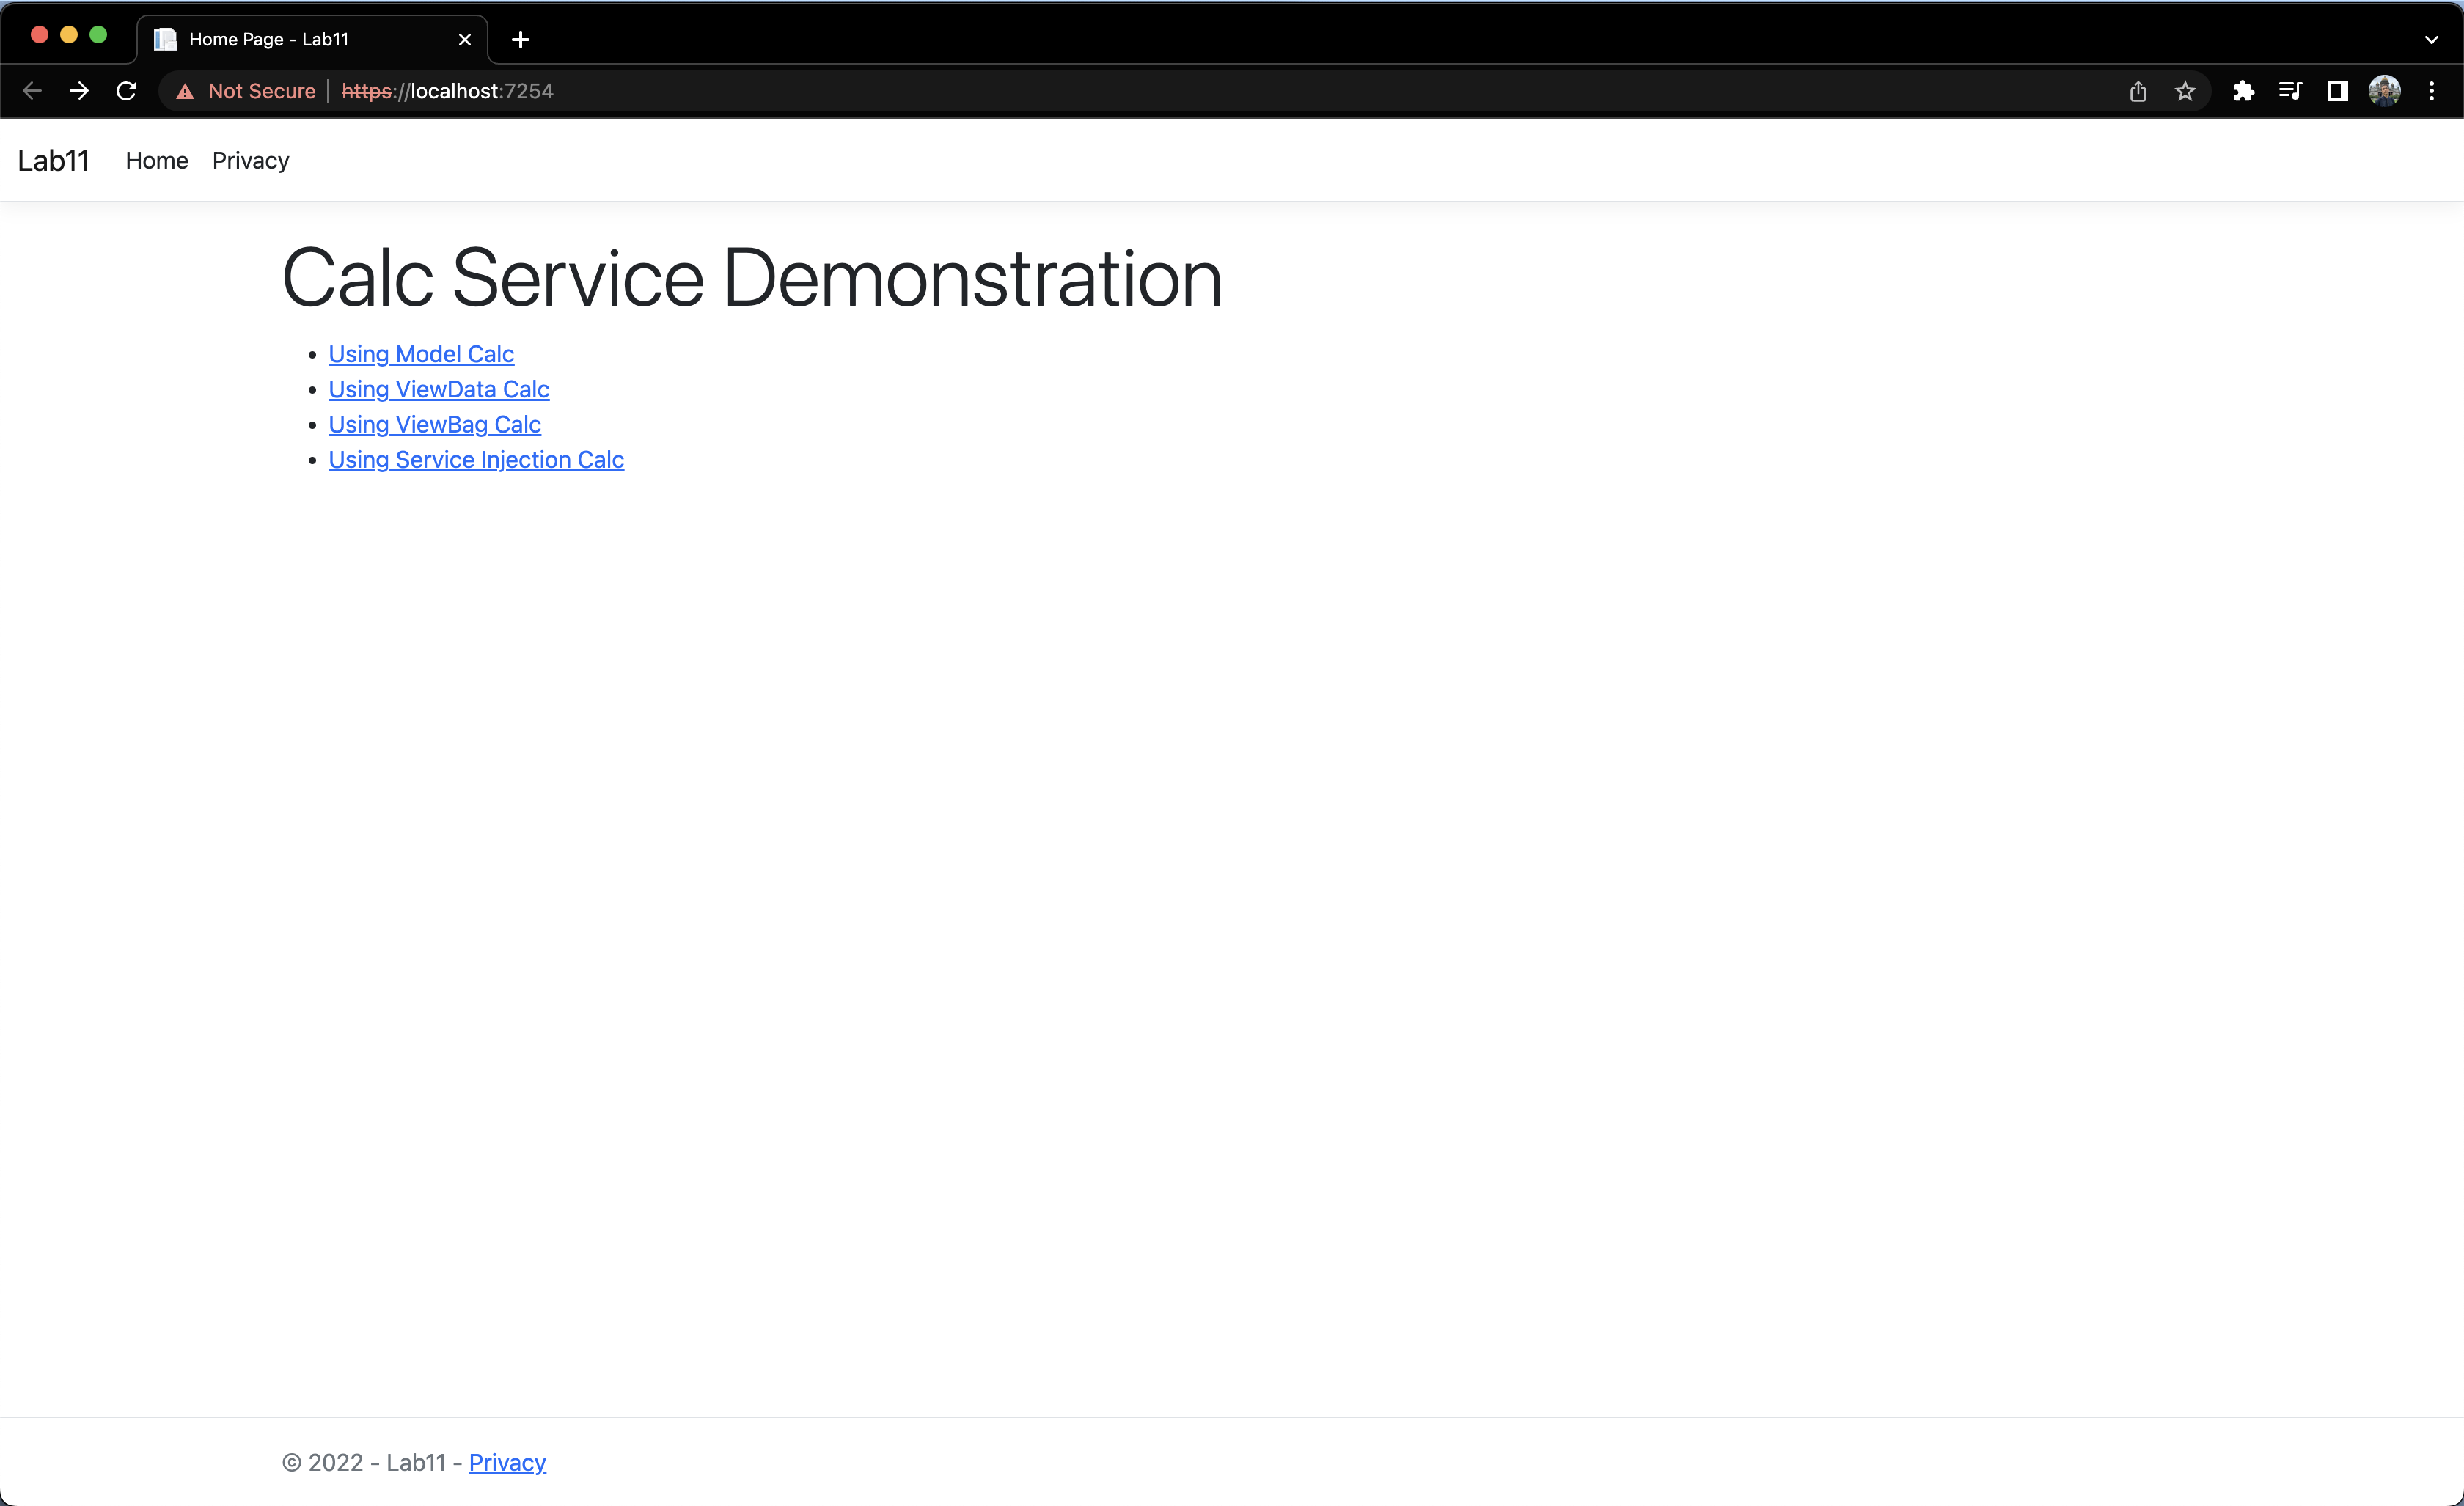 Home Page - Lab11
Not Secure | https://localhost:7254
Lab11 Home Privacy
Calc Service Demonstration
• Using Model Calc
• Using ViewData Calc
• Using ViewBag Calc
• Using Service Injection Calc
© 2022 - Lab11 - Privacy